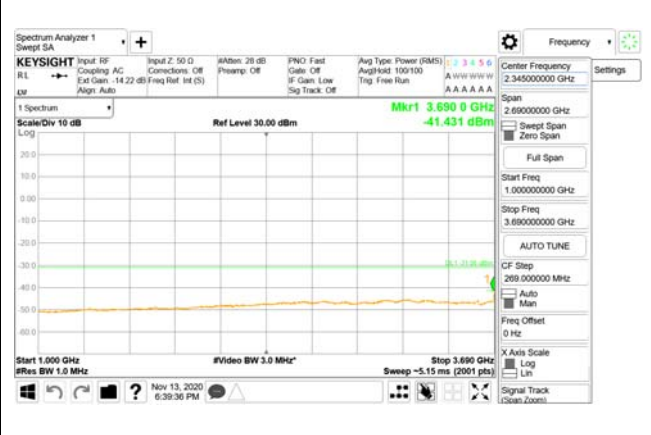 Spectrum Analyzer 1
Swept SA
+
Frequency
Settings
KEYSIGHT
RL
Input: RF
Coupling: AC
Ext Gain: -14.22 dB
Align: Auto
Input Z: 50 Ω
Corrections: Off
Freq Ref: Int (S)
#Atten: 28 dB
Preamp: Off
PNO: Fast
Gate: Off
IF Gain: Low
Sig Track: Off
Avg Type: Power (RMS)
Avg|Hold: 100/100
Trig: Free Run
1 2 3 4 5 6
A W W W W W
A A A A A A
1 Spectrum
Scale/Div 10 dB
Ref Level 30.00 dBm
Mkr1 3.690 0 GHz
-41.431 dBm
Log
20.0
10.0
0.00
-10.0
-20.0
-30.0
-40.0
-50.0
-60.0
1
Start 1.000 GHz
#Res BW 1.0 MHz
#Video BW 3.0 MHz*
Stop 3.690 GHz
Sweep ~5.15 ms (2001 pts)
Nov 13, 2020
6:39:36 PM
Center Frequency
2.345000000 GHz
Span
2.69000000 GHz
Swept Span
Zero Span
Full Span
Start Freq
1.000000000 GHz
Stop Freq
3.690000000 GHz
AUTO TUNE
CF Step
269.000000 MHz
Auto
Man
Freq Offset
0 Hz
X Axis Scale
Log
Lin
Signal Track
(Span Zoom)